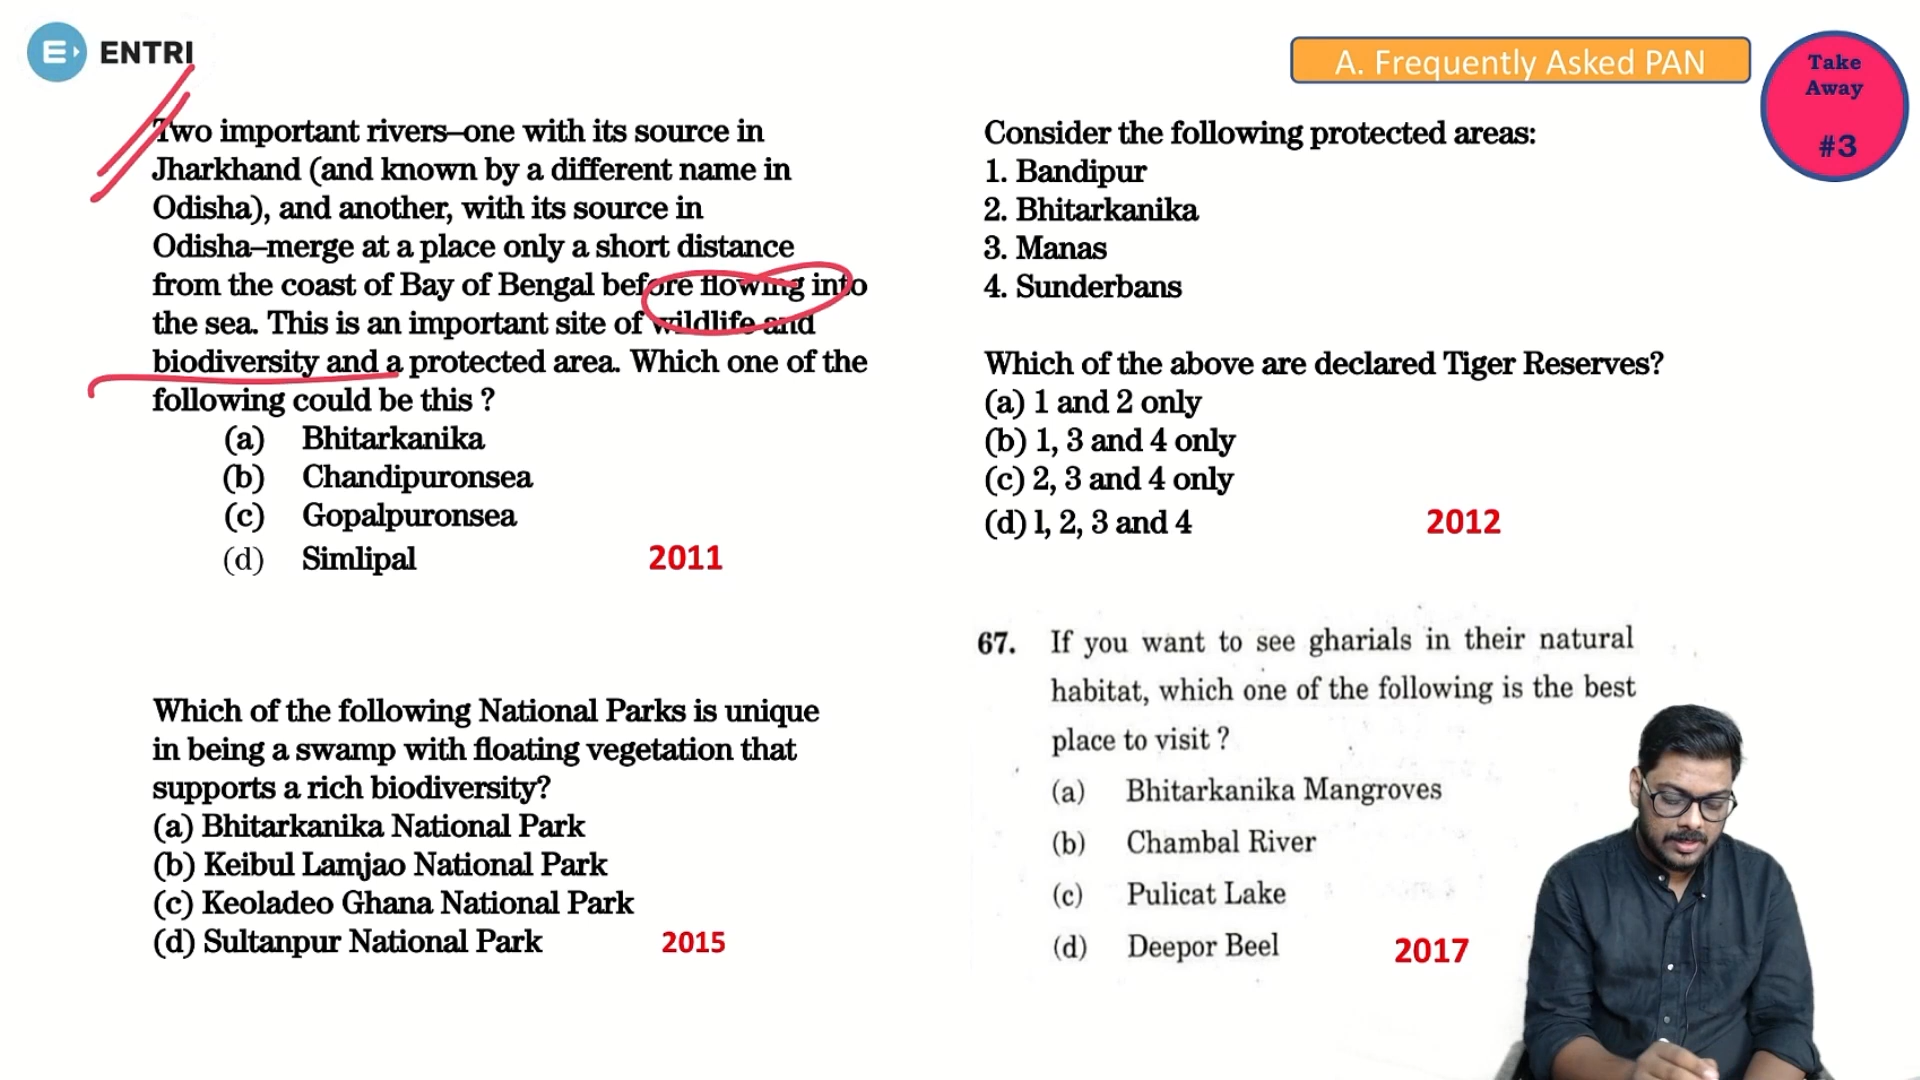 ENTRI
A. Frequently Asked PAN
Take
Away
#3
Two important rivers–one with its source in
Jharkhand (and known by a different name in
Odisha), and another, with its source in
Odisha–merge at a place only a short distance
from the coast of Bay of Bengal before flowing into
the sea. This is an important site of wildlife and
biodiversity and a protected area. Which one of the
following could be this ?
(a) Bhitarkanika
(b) Chandipuronsea
(c) Gopalpuronsea
(d) Simlipal 2011
Consider the following protected areas:
1. Bandipur
2. Bhitarkanika
3. Manas
4. Sunderbans
Which of the above are declared Tiger Reserves?
(a) 1 and 2 only
(b) 1, 3 and 4 only
(c) 2, 3 and 4 only
(d) l, 2, 3 and 4 2012
Which of the following National Parks is unique
in being a swamp with floating vegetation that
supports a rich biodiversity?
(a) Bhitarkanika National Park
(b) Keibul Lamjao National Park
(c) Keoladeo Ghana National Park
(d) Sultanpur National Park 2015
67. If you want to see gharials in their natural
habitat, which one of the following is the best
place to visit ?
(a) Bhitarkanika Mangroves
(b) Chambal River
(c) Pulicat Lake
(d) Deepor Beel 2017